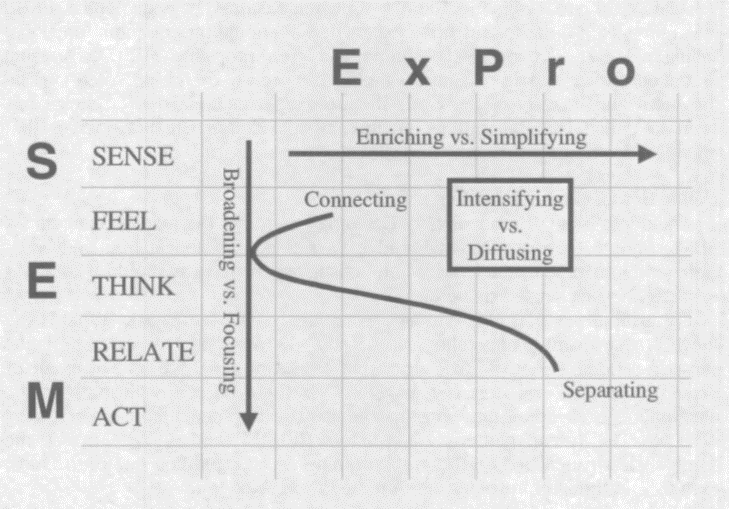 E x P r o
Enriching vs. Simplifying
S
SENSE
Broadening vs. Focusing
Connecting
Intensifying
vs.
Diffusing
FEEL
E
THINK
RELATE
Separating
M
ACT